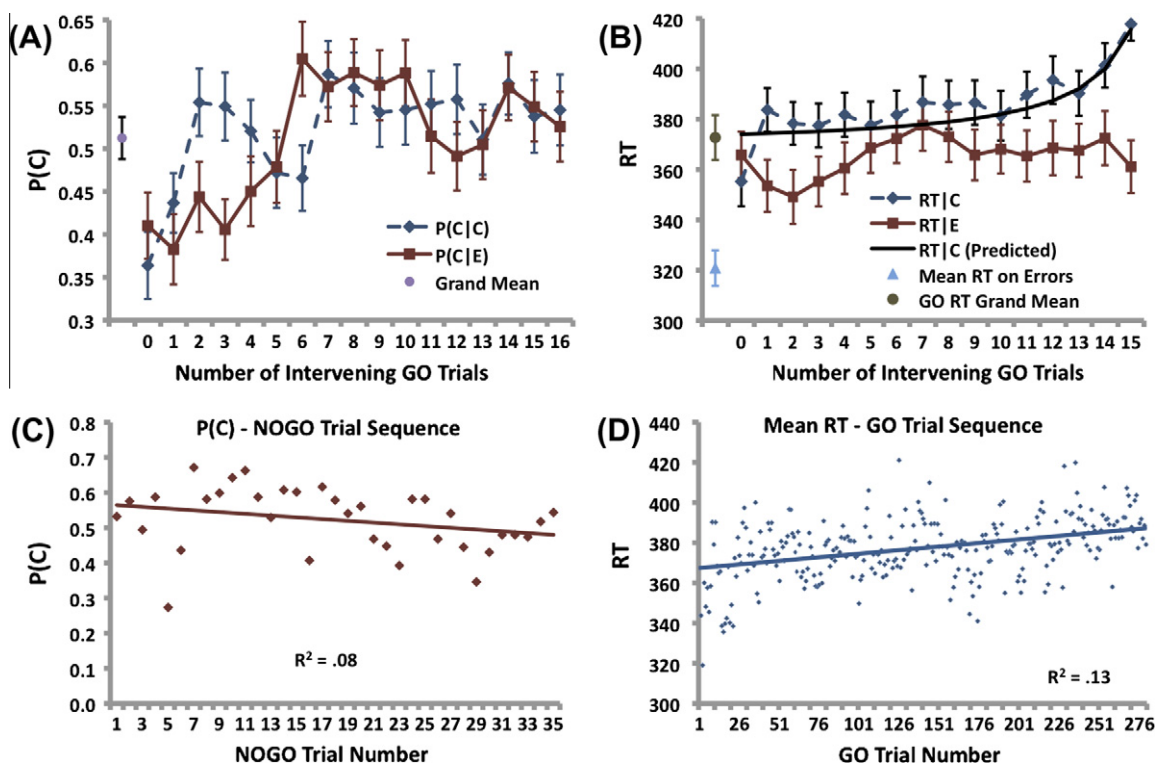 (A)
0.65
0.6
0.55
0.5
0.45
0.4
0.35
0.3
P(C)
P(C|C)
P(C|E)
Grand Mean
0 1 2 3 4 5 6 7 8 9 10 11 12 13 14 15 16
Number of Intervening GO Trials
(B)
420
400
380
360
340
320
300
RT
RT|C
RT|E
RT|C (Predicted)
Mean RT on Errors
GO RT Grand Mean
0 1 2 3 4 5 6 7 8 9 10 11 12 13 14 15
Number of Intervening GO Trials
(C)
P(C) - NOGO Trial Sequence
0.8
0.7
0.6
0.5
0.4
0.3
0.2
0.1
0.0
P(C)
R² = .08
1 3 5 7 9 11 13 15 17 19 21 23 25 27 29 31 33 35
NOGO Trial Number
(D)
Mean RT - GO Trial Sequence
440
420
400
380
360
340
320
300
RT
R² = .13
1 26 51 76 101 126 151 176 201 226 251 276
GO Trial Number